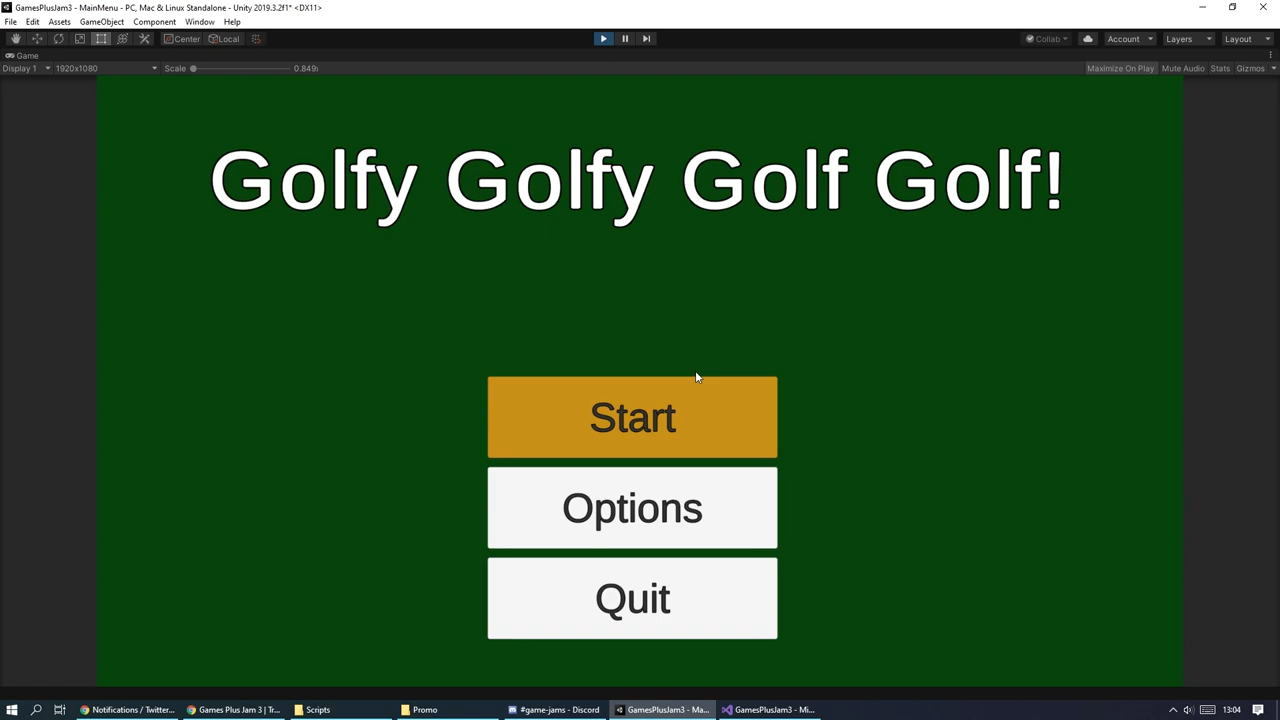 GamesPlusJam3 - MainMenu - PC, Mac & Linux Standalone - Unity 2019.3.2f1* <DX11>
File Edit Assets GameObject Component Window Help
Center Local Collab Account Layers Layout
Game
Display 1 1920x1080 Scale 0.849x Maximize On Play Mute Audio Stats Gizmos
Golfy Golfy Golf Golf!
Start
Options
Quit
Notifications / Twitter... Games Plus Jam 3 | Tr... Scripts Promo #game-jams - Discord GamesPlusJam3 - Ma... GamesPlusJam3 - Mi... 13:04